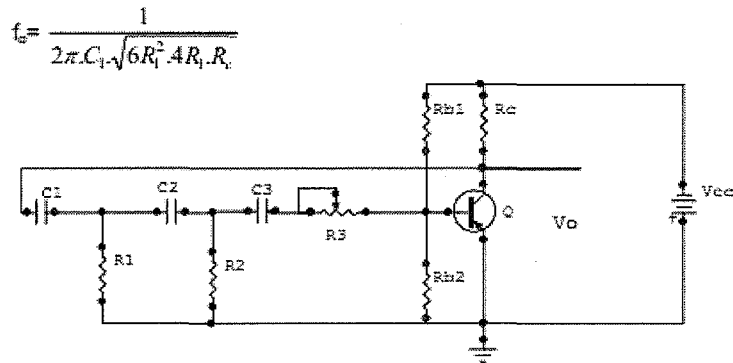 f₀= 1
2π.C₁.√6R₁².4R₁.Rc
Rb1 Rc
C1 C2 C3 Vcc
R3 Q Vo
R1 R2 Rb2
+